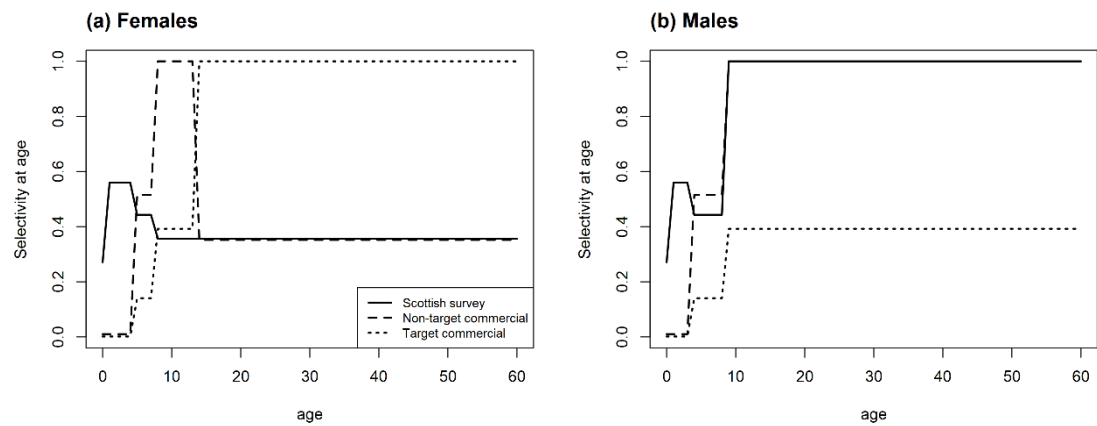 (a) Females
Selectivity at age
1.0
0.8
0.6
0.4
0.2
0.0
Scottish survey
Non-target commercial
Target commercial
0 10 20 30 40 50 60
age
(b) Males
Selectivity at age
1.0
0.8
0.6
0.4
0.2
0.0
0 10 20 30 40 50 60
age